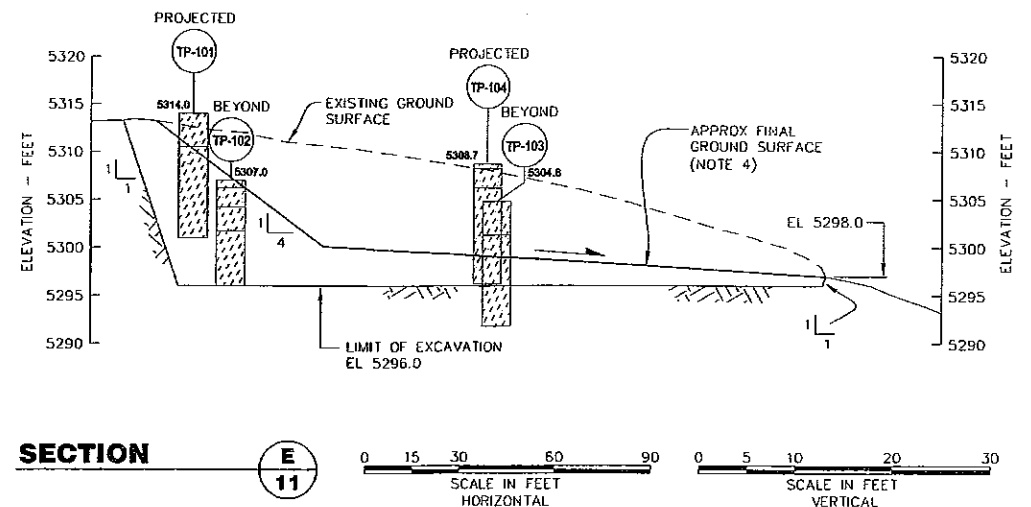 PROJECTED
TP-101
5314.0
BEYOND
TP-102
5307.0
EXISTING GROUND
SURFACE
PROJECTED
TP-104
5308.7
BEYOND
TP-103
5304.8
APPROX FINAL
GROUND SURFACE
(NOTE 4)
EL 5298.0
ELEVATION - FEET
5320
5315
5310
5305
5300
5295
5290
5320
5315
5310
5305
5300
5295
5290
ELEVATION - FEET
1
1
1
4
1
1
LIMIT OF EXCAVATION
EL 5296.0
SECTION
E
11
0 15 30 60 90
SCALE IN FEET
HORIZONTAL
0 5 10 20 30
SCALE IN FEET
VERTICAL